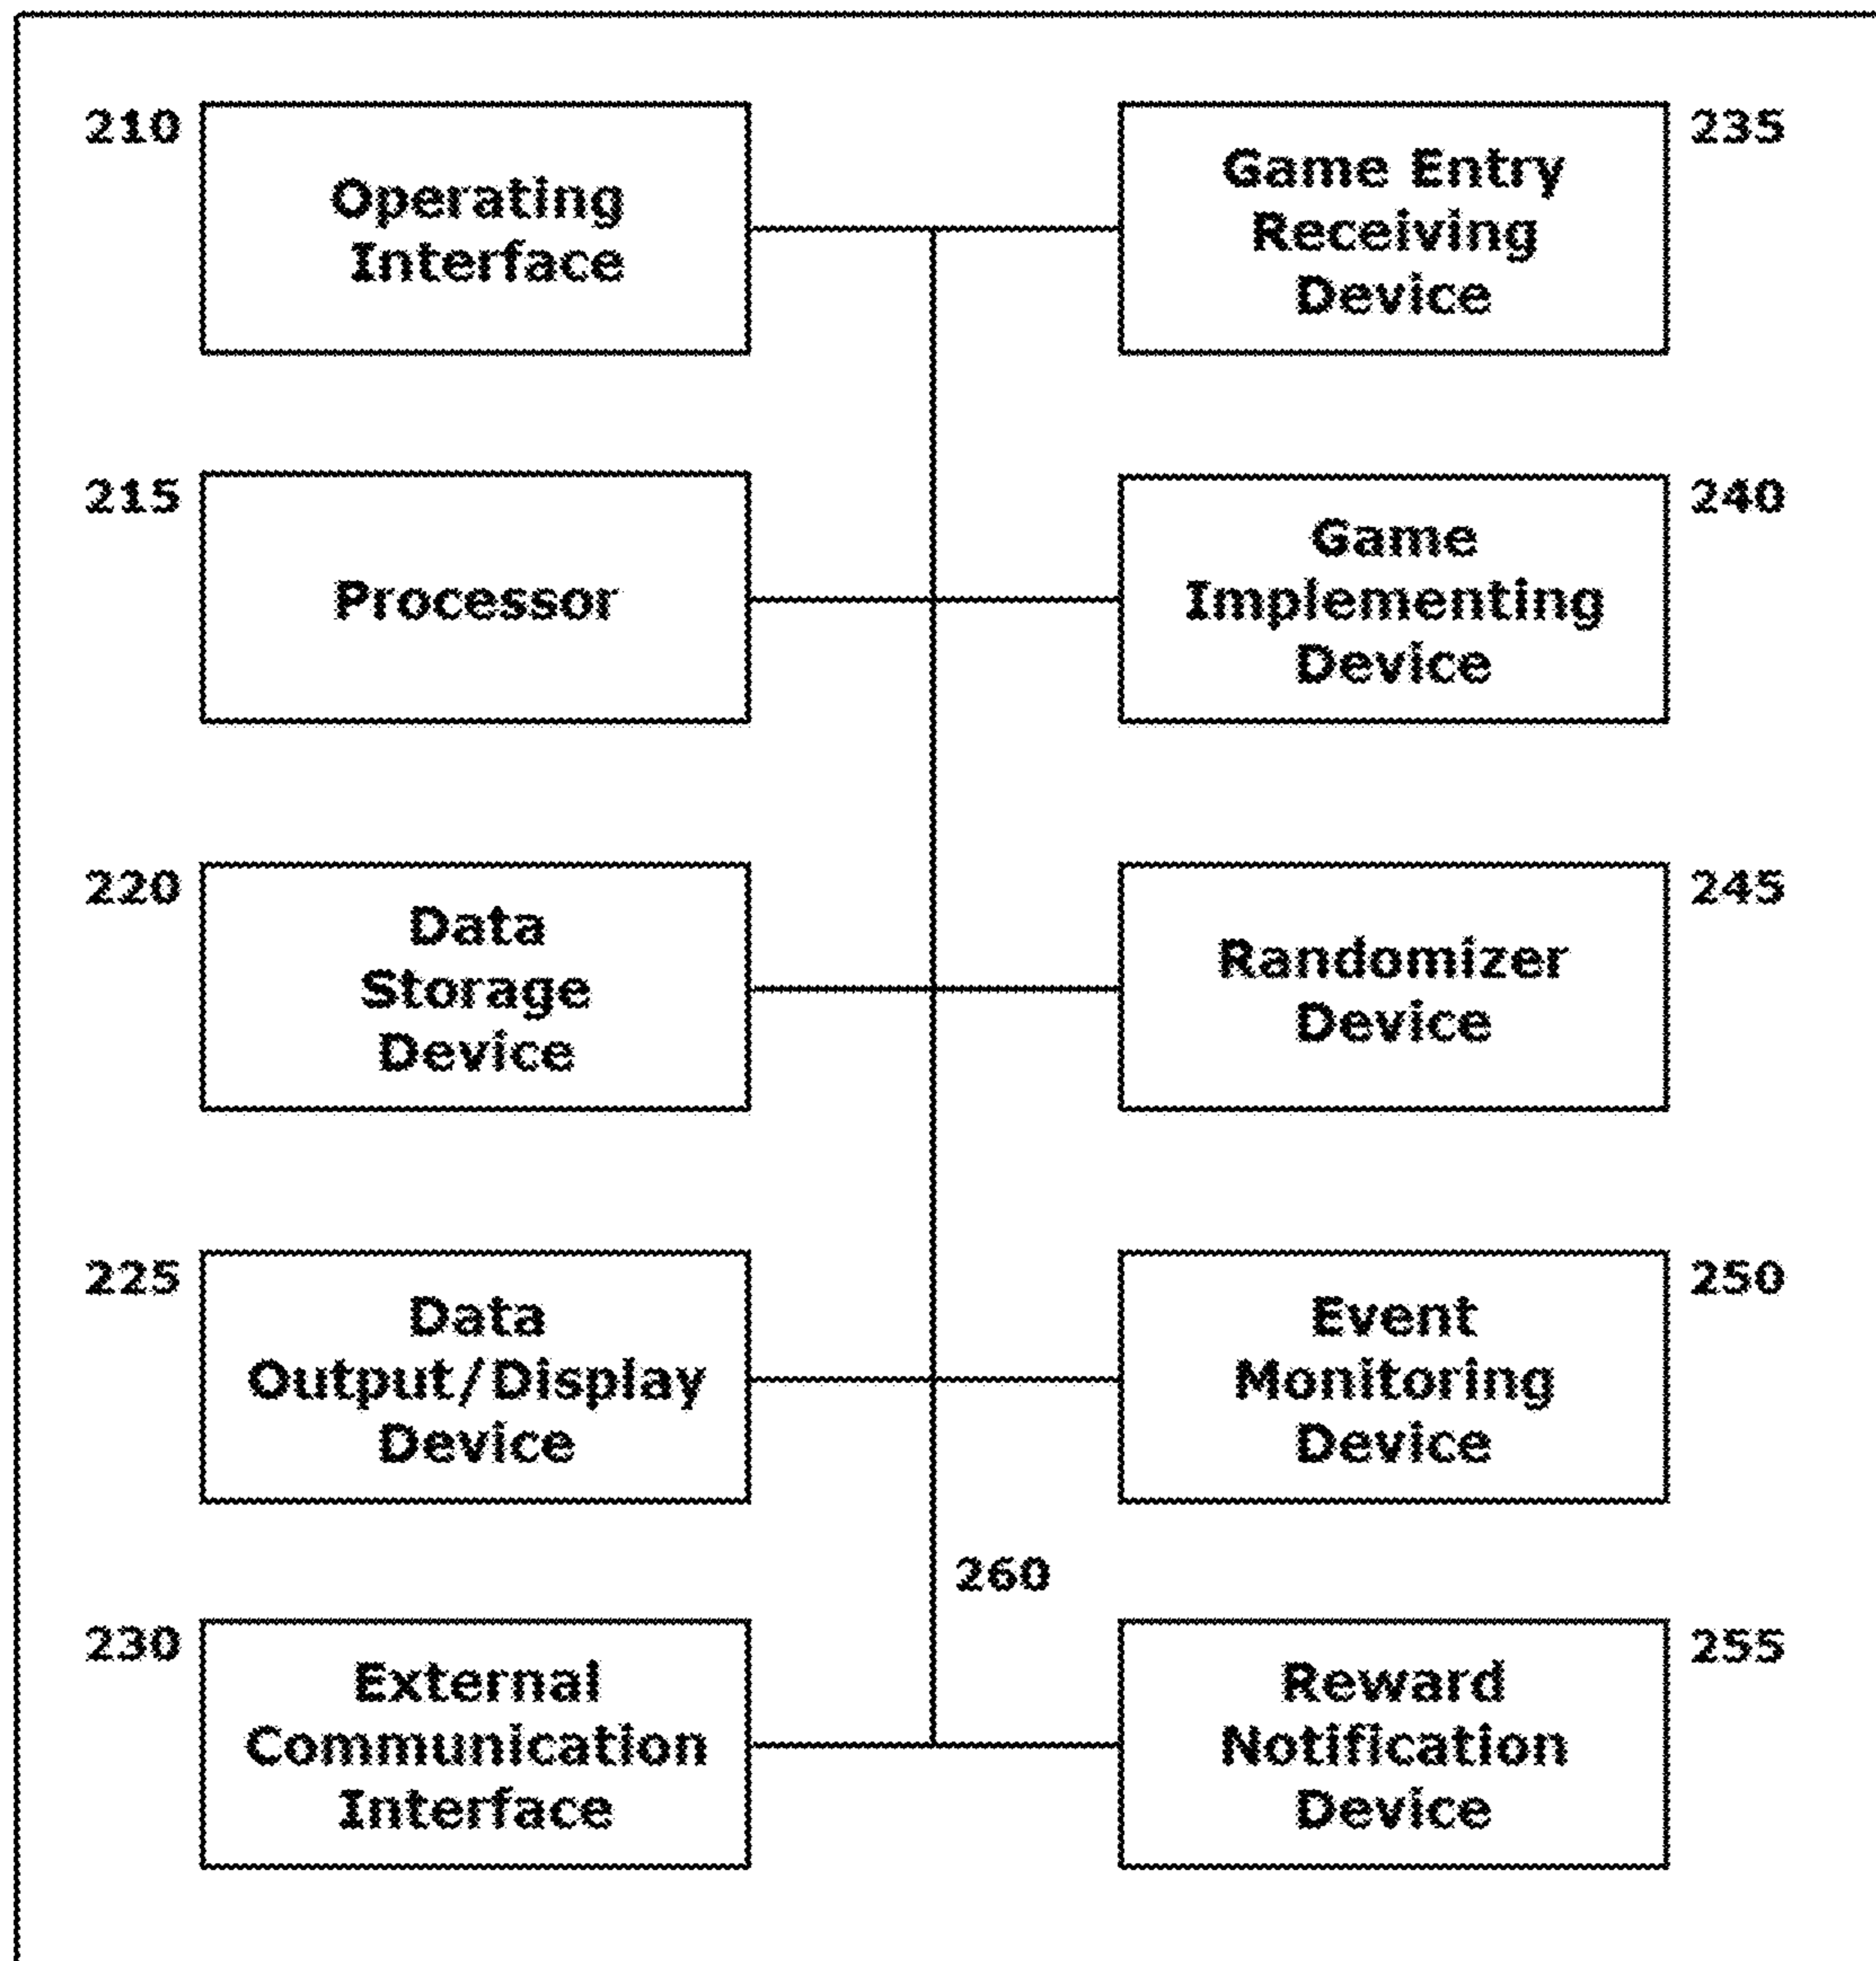 210
Operating
Interface
235
Game Entry
Receiving
Device
215
Processor
240
Game
Implementing
Device
220
Data
Storage
Device
245
Randomizer
Device
225
Data
Output/Display
Device
250
Event
Monitoring
Device
260
230
External
Communication
Interface
255
Reward
Notification
Device